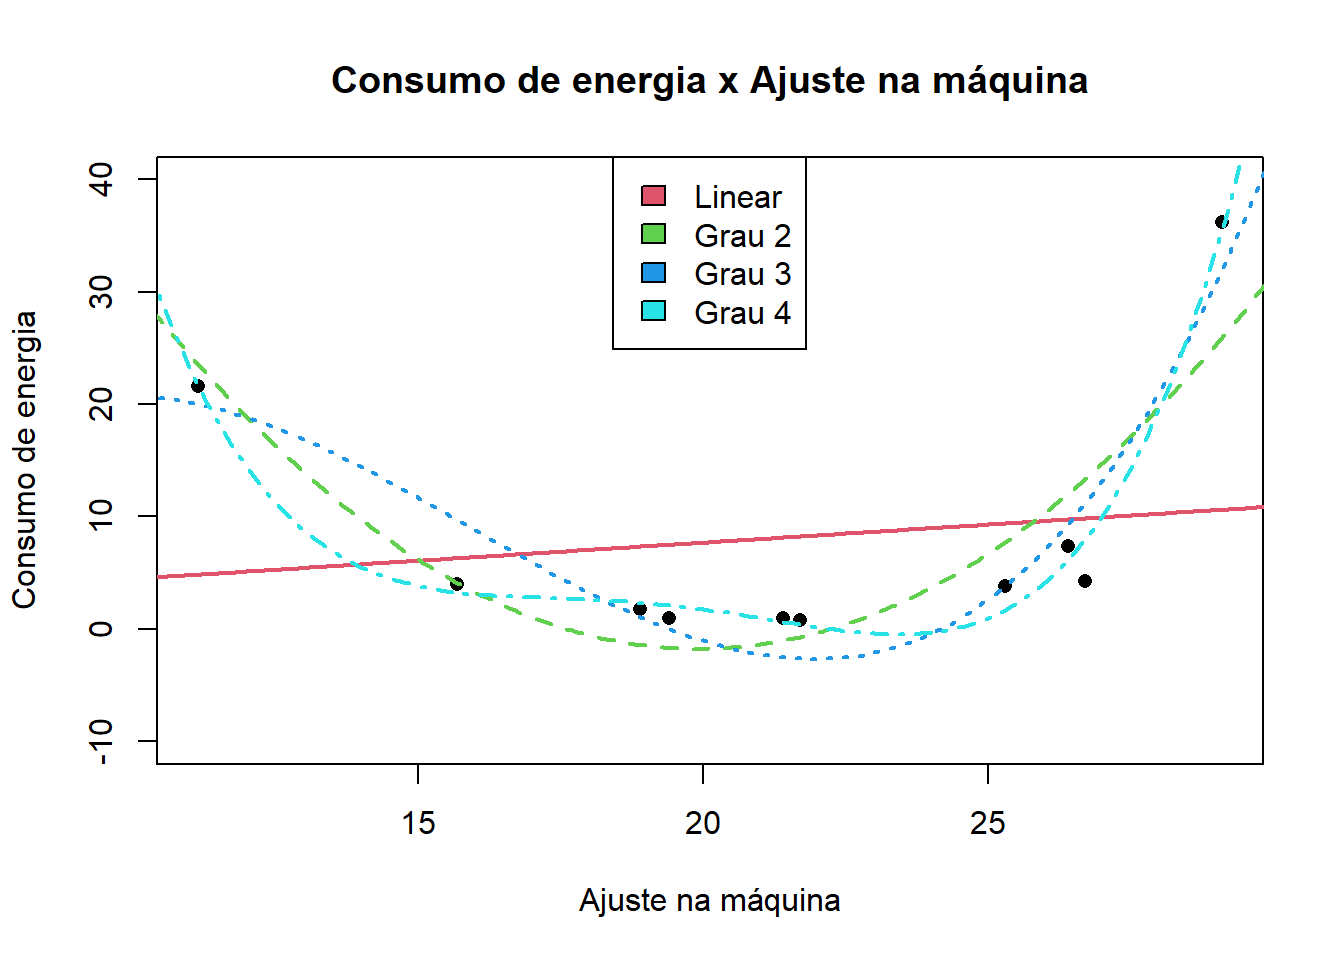 Consumo de energia x Ajuste na máquina
Linear
Grau 2
Grau 3
Grau 4
Consumo de energia
40
30
20
10
0
-10
15 20 25
Ajuste na máquina